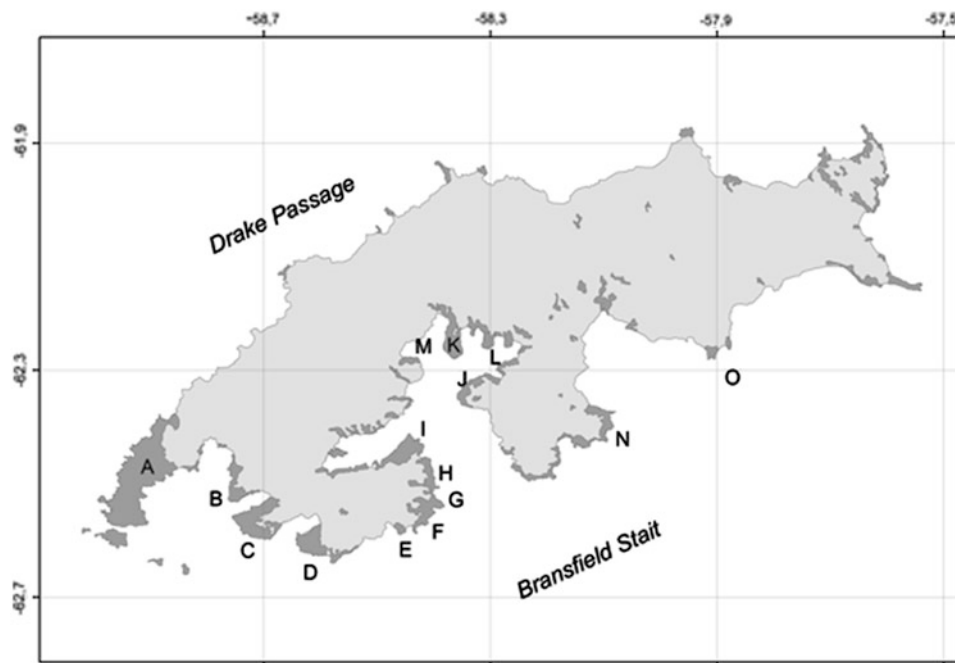 -58,7 -58,3 -57,9 -57,5
-61,9
Drake Passage
M K L
-62,3
J
O
I
A
N
H
B
G
F
C
E
D
Bransfield Stait
-62,7